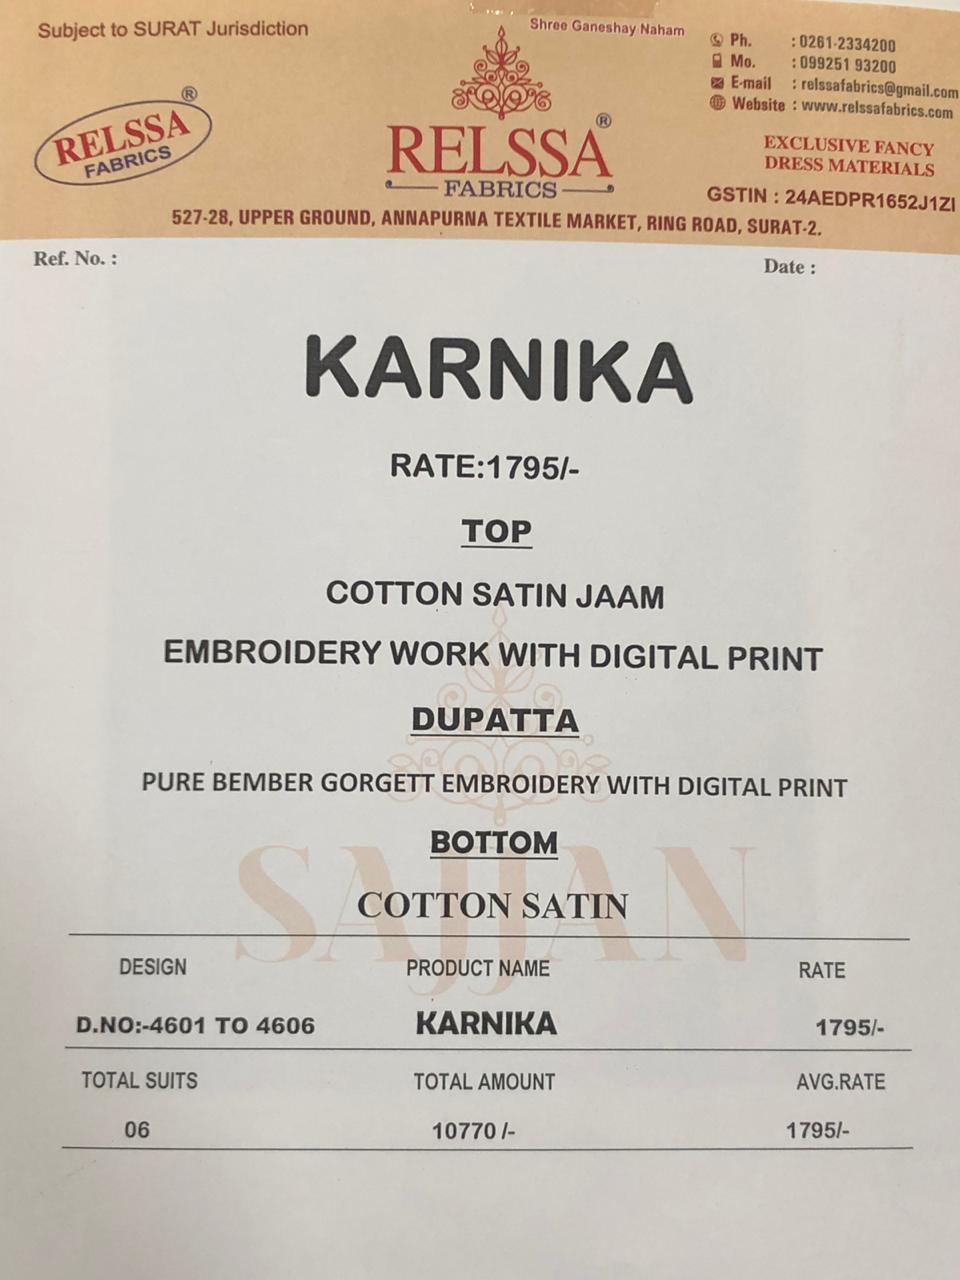 Subject to SURAT Jurisdiction
Shree Ganeshay Naham
Ph. : 0261-2334200
Mo. : 099251 93200
E-mail : relssafabrics@gmail.com
Website : www.relssafabrics.com
RELSSA ®
FABRICS
RELSSA ®
FABRICS
EXCLUSIVE FANCY
DRESS MATERIALS
GSTIN : 24AEDPR1652J1ZI
527-28, UPPER GROUND, ANNAPURNA TEXTILE MARKET, RING ROAD, SURAT-2.
Ref. No. :
Date :
KARNIKA
RATE:1795/-
TOP
COTTON SATIN JAAM
EMBROIDERY WORK WITH DIGITAL PRINT
DUPATTA
PURE BEMBER GORGETT EMBROIDERY WITH DIGITAL PRINT
BOTTOM
SAJJAN
COTTON SATIN
DESIGN PRODUCT NAME RATE
D.NO:-4601 TO 4606 KARNIKA 1795/-
TOTAL SUITS TOTAL AMOUNT AVG.RATE
06 10770 /- 1795/-